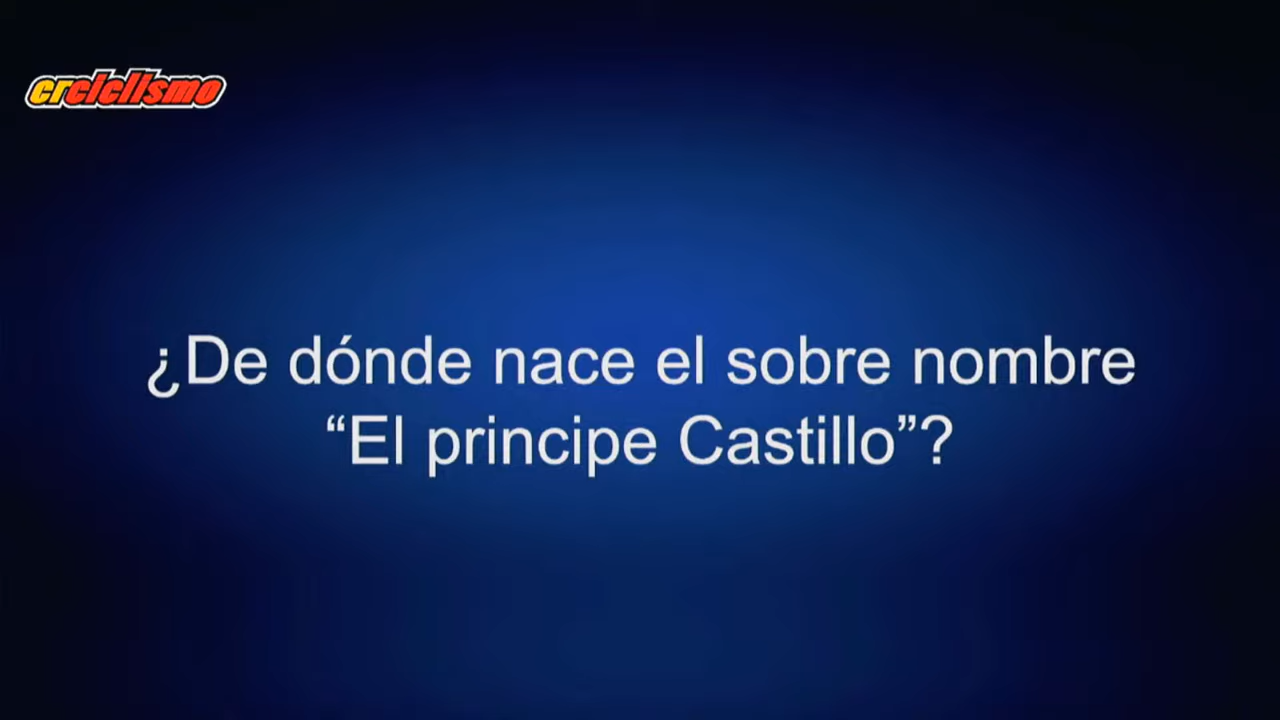 crciclismo
¿De dónde nace el sobre nombre
“El principe Castillo”?